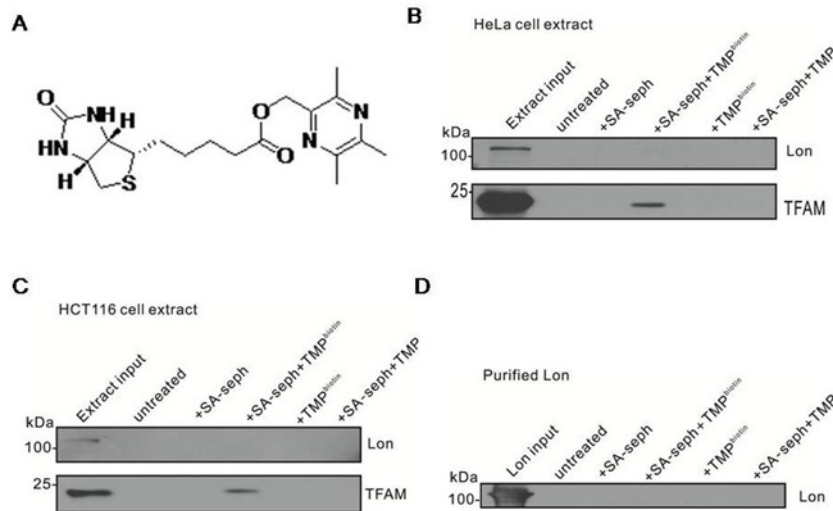 A
O
NH
HN
H
H
S
O
O
N
N
B
HeLa cell extract
Extract input
untreated
+SA-seph
+SA-seph+TMPbiotin
+TMPbiotin
+SA-seph+TMP
kDa
100
Lon
25
TFAM
C
HCT116 cell extract
Extract input
untreated
+SA-seph
+SA-seph+TMPbiotin
+TMPbiotin
+SA-seph+TMP
kDa
100
Lon
25
TFAM
D
Purified Lon
Lon input
untreated
+SA-seph
+SA-seph+TMPbiotin
+TMPbiotin
+SA-seph+TMP
kDa
100
Lon